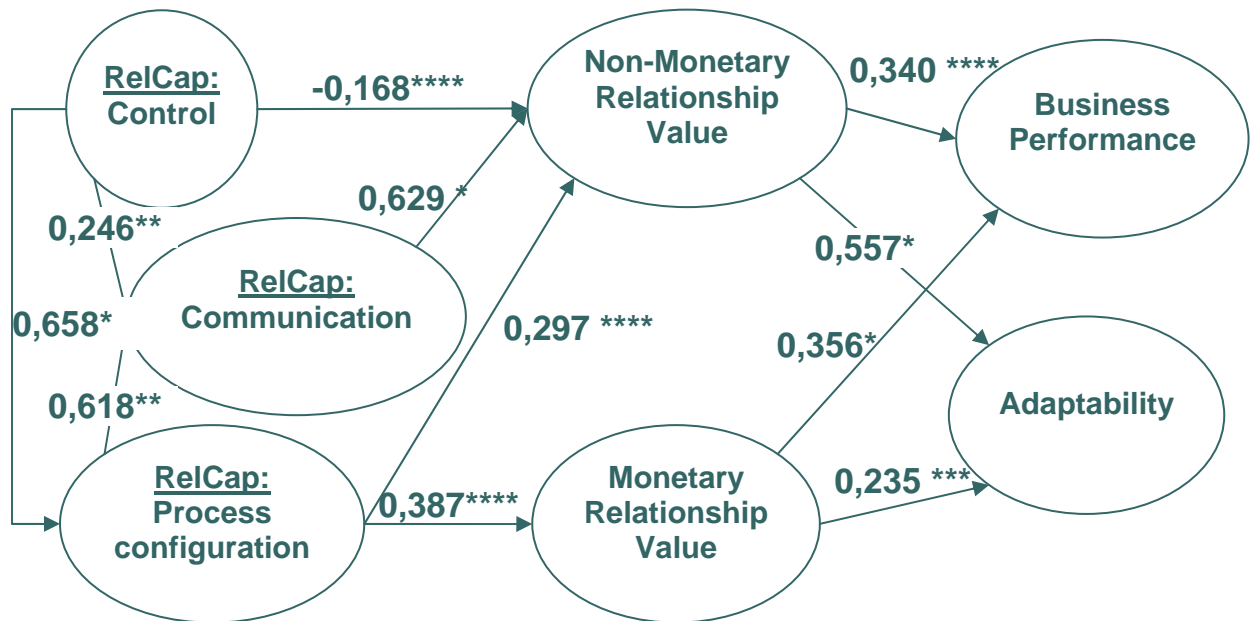 RelCap:
Control
-0,168****
Non-Monetary
Relationship
Value
0,340 ****
Business
Performance
0,629 *
0,246**
0,557*
RelCap:
Communication
0,658*
0,297 ****
0,356*
0,618**
Adaptability
RelCap:
Process
configuration
0,387****
Monetary
Relationship
Value
0,235 ***